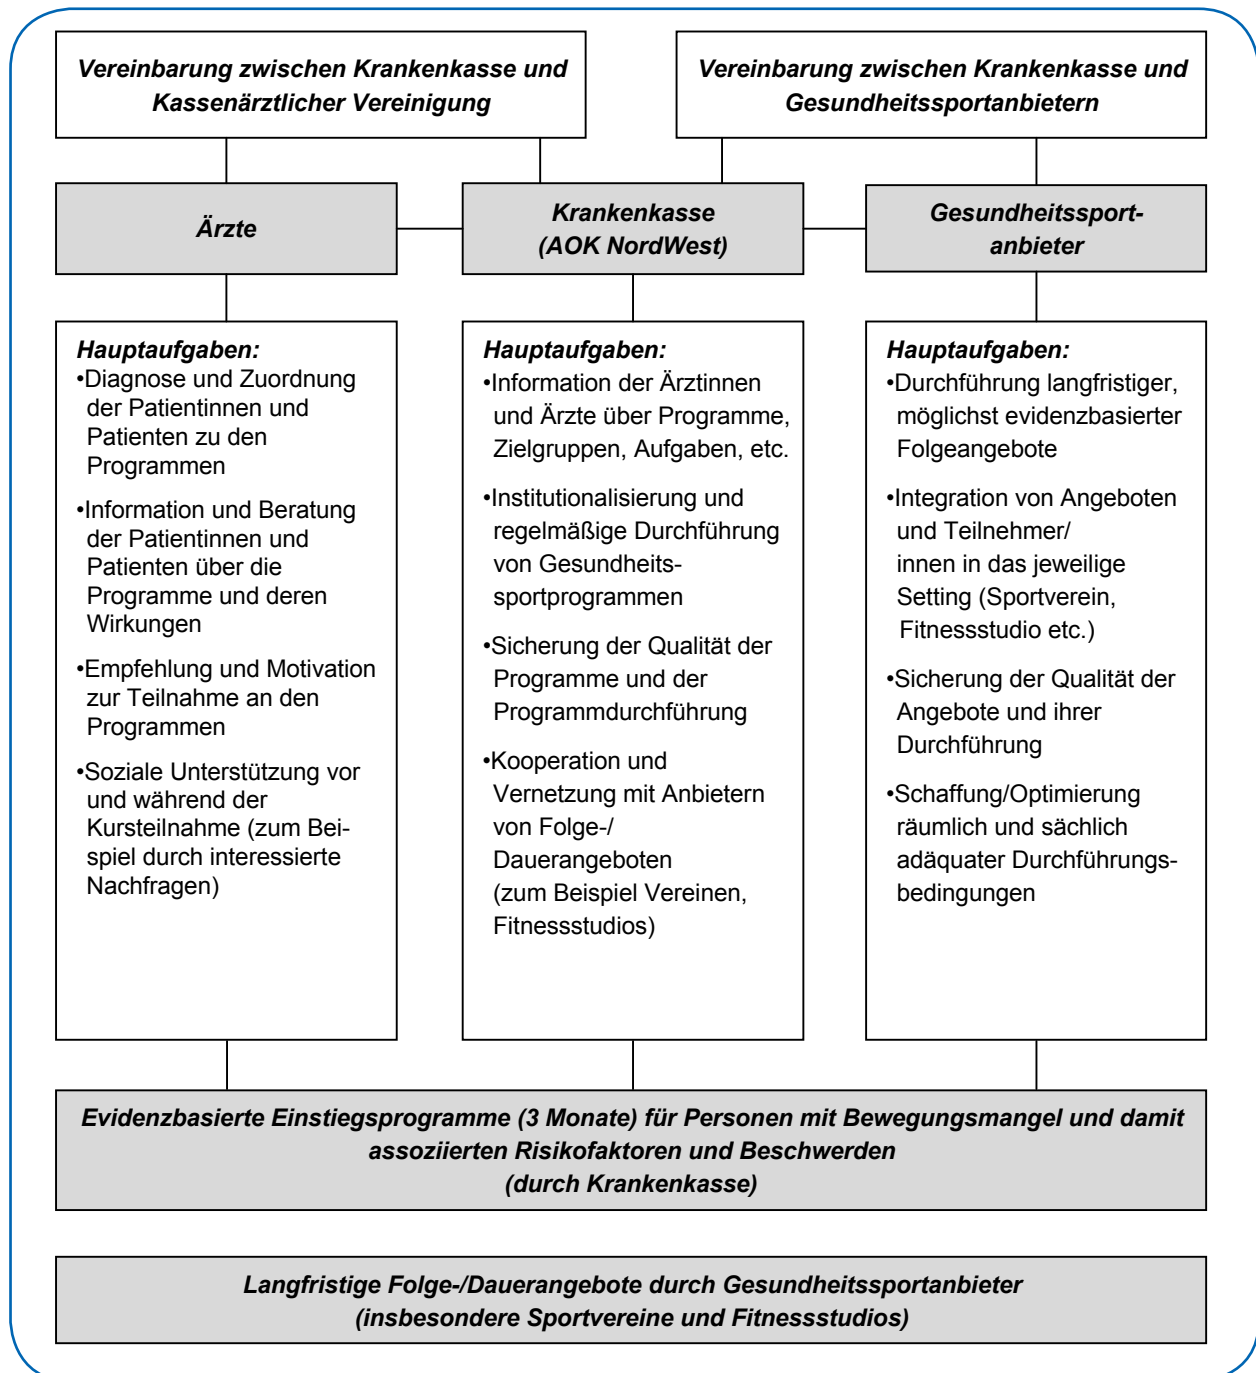 Vereinbarung zwischen Krankenkasse und
Kassenärztlicher Vereinigung
Vereinbarung zwischen Krankenkasse und
Gesundheitssportanbietern
Ärzte
Krankenkasse
(AOK NordWest)
Gesundheitssport-
anbieter
Hauptaufgaben:
•Diagnose und Zuordnung
der Patientinnen und
Patienten zu den
Programmen
•Information und Beratung
der Patientinnen und
Patienten über die
Programme und deren
Wirkungen
•Empfehlung und Motivation
zur Teilnahme an den
Programmen
•Soziale Unterstützung vor
und während der
Kursteilnahme (zum Bei-
spiel durch interessierte
Nachfragen)
Hauptaufgaben:
•Information der Ärztinnen
und Ärzte über Programme,
Zielgruppen, Aufgaben, etc.
•Institutionalisierung und
regelmäßige Durchführung
von Gesundheits-
sportprogrammen
•Sicherung der Qualität der
Programme und der
Programmdurchführung
•Kooperation und
Vernetzung mit Anbietern
von Folge-/
Dauerangeboten
(zum Beispiel Vereinen,
Fitnessstudios)
Hauptaufgaben:
•Durchführung langfristiger,
möglichst evidenzbasierter
Folgeangebote
•Integration von Angeboten
und Teilnehmer/
innen in das jeweilige
Setting (Sportverein,
Fitnessstudio etc.)
•Sicherung der Qualität der
Angebote und ihrer
Durchführung
•Schaffung/Optimierung
räumlich und sächlich
adäquater Durchführungs-
bedingungen
Evidenzbasierte Einstiegsprogramme (3 Monate) für Personen mit Bewegungsmangel und damit
assoziierten Risikofaktoren und Beschwerden
(durch Krankenkasse)
Langfristige Folge-/Dauerangebote durch Gesundheitssportanbieter
(insbesondere Sportvereine und Fitnessstudios)